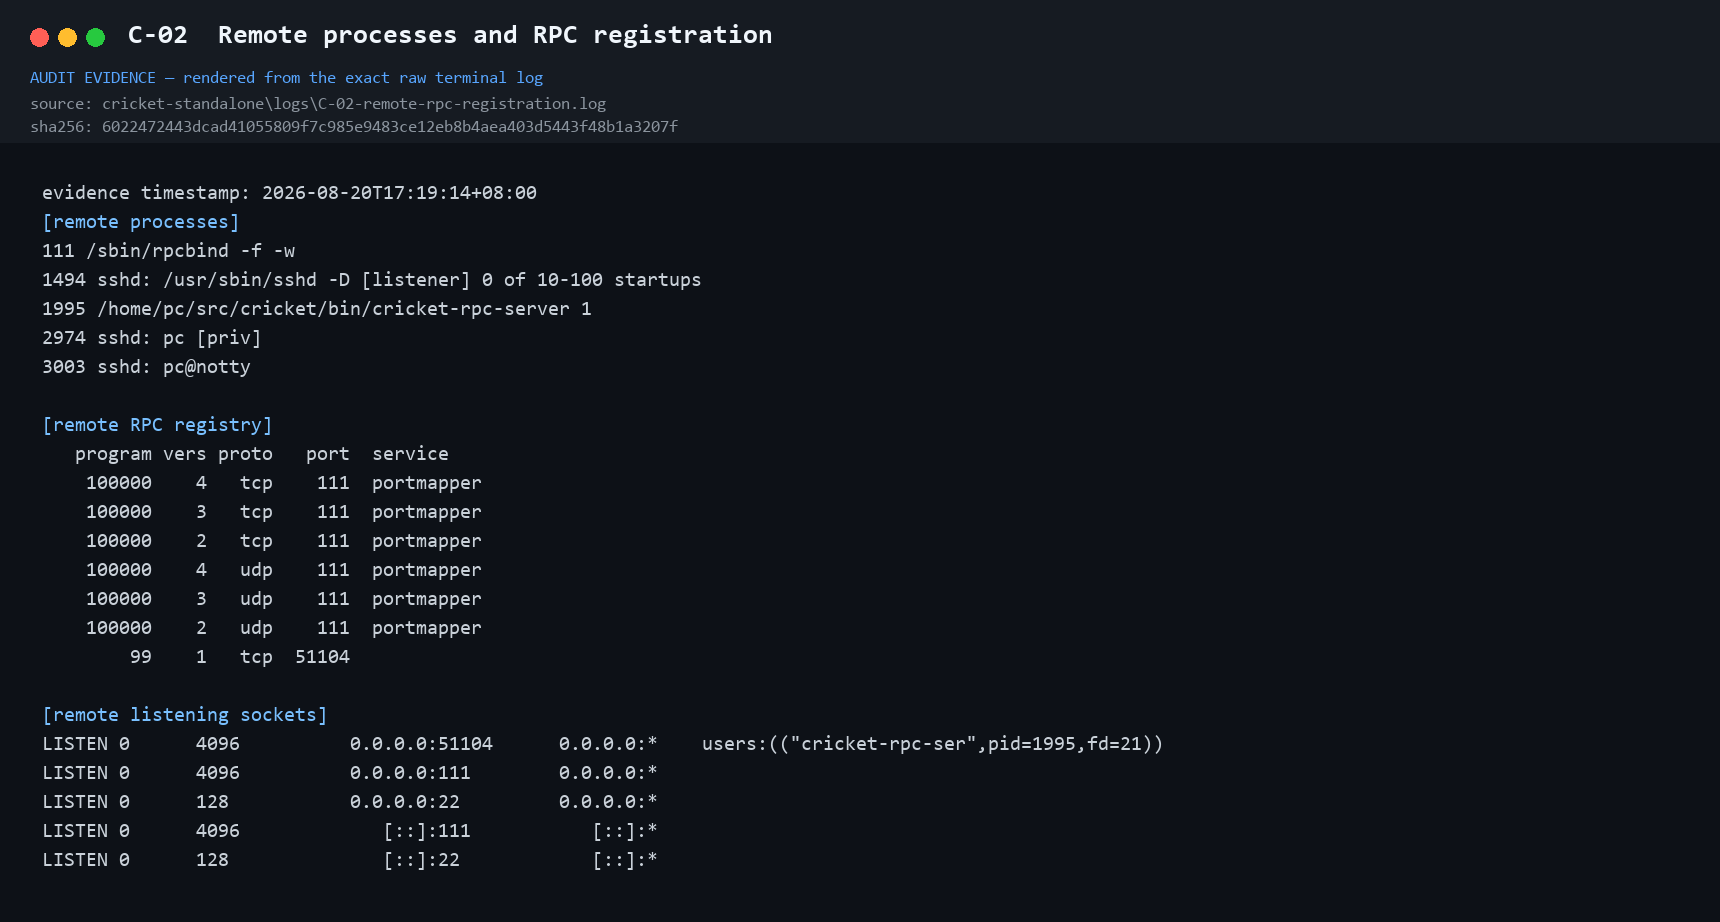 C-02  Remote processes and RPC registration
AUDIT EVIDENCE — rendered from the exact raw terminal log
source: cricket-standalone\logs\C-02-remote-rpc-registration.log
sha256: 6022472443dcad41055809f7c985e9483ce12eb8b4aea403d5443f48b1a3207f
evidence timestamp: 2026-08-20T17:19:14+08:00
[remote processes]
111 /sbin/rpcbind -f -w
1494 sshd: /usr/sbin/sshd -D [listener] 0 of 10-100 startups
1995 /home/pc/src/cricket/bin/cricket-rpc-server 1
2974 sshd: pc [priv]
3003 sshd: pc@notty
[remote RPC registry]
   program vers proto   port  service
    100000    4   tcp    111  portmapper
    100000    3   tcp    111  portmapper
    100000    2   tcp    111  portmapper
    100000    4   udp    111  portmapper
    100000    3   udp    111  portmapper
    100000    2   udp    111  portmapper
        99    1   tcp  51104
[remote listening sockets]
LISTEN 0      4096          0.0.0.0:51104      0.0.0.0:*    users:(("cricket-rpc-ser",pid=1995,fd=21))
LISTEN 0      4096          0.0.0.0:111        0.0.0.0:*
LISTEN 0      128           0.0.0.0:22         0.0.0.0:*
LISTEN 0      4096             [::]:111           [::]:*
LISTEN 0      128              [::]:22            [::]:*